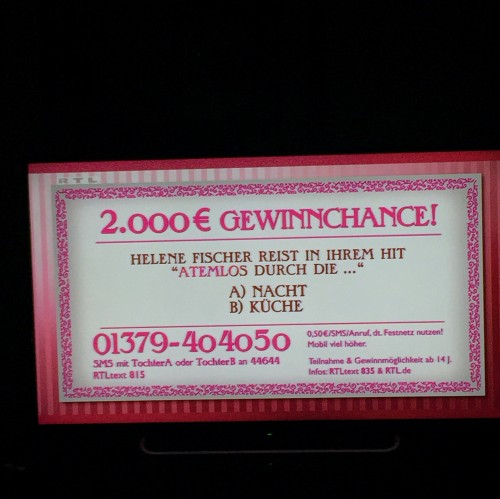 RTL
2.000 € GEWINNCHANCE!
HELENE FISCHER REIST IN IHREM HIT
"ATEMLOS DURCH DIE ..."
A) NACHT
B) KÜCHE
01379-404050
SMS mit TochterA oder TochterB an 44644
RTLtext 815
0,50€/SMS/Anruf, dt. Festnetz nutzen!
Mobil viel höher.
Teilnahme & Gewinnmöglichkeit ab 14 J.
Infos: RTLtext 835 & RTL.de